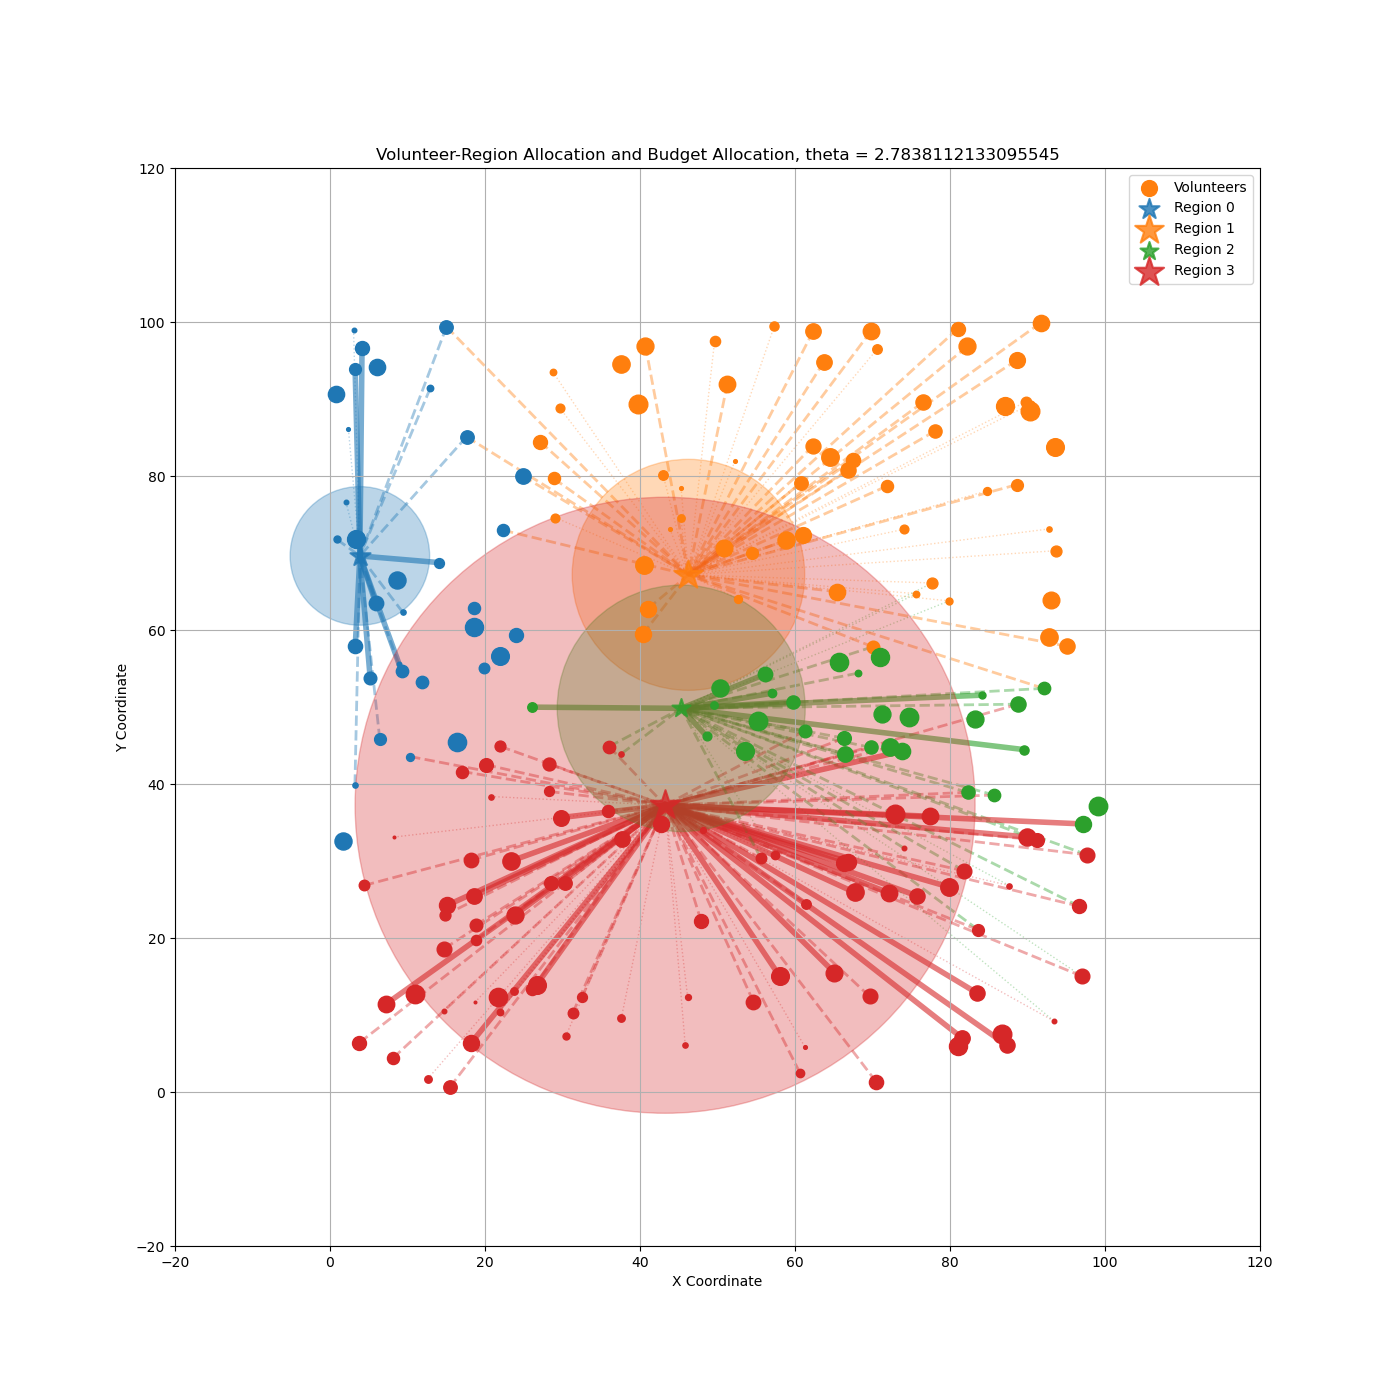 Volunteer-Region Allocation and Budget Allocation, theta = 2.7838112133095545
Volunteers
Region 0
Region 1
Region 2
Region 3
120
100
80
60
40
20
0
−20
Y Coordinate
−20
0
20
40
60
80
100
120
X Coordinate